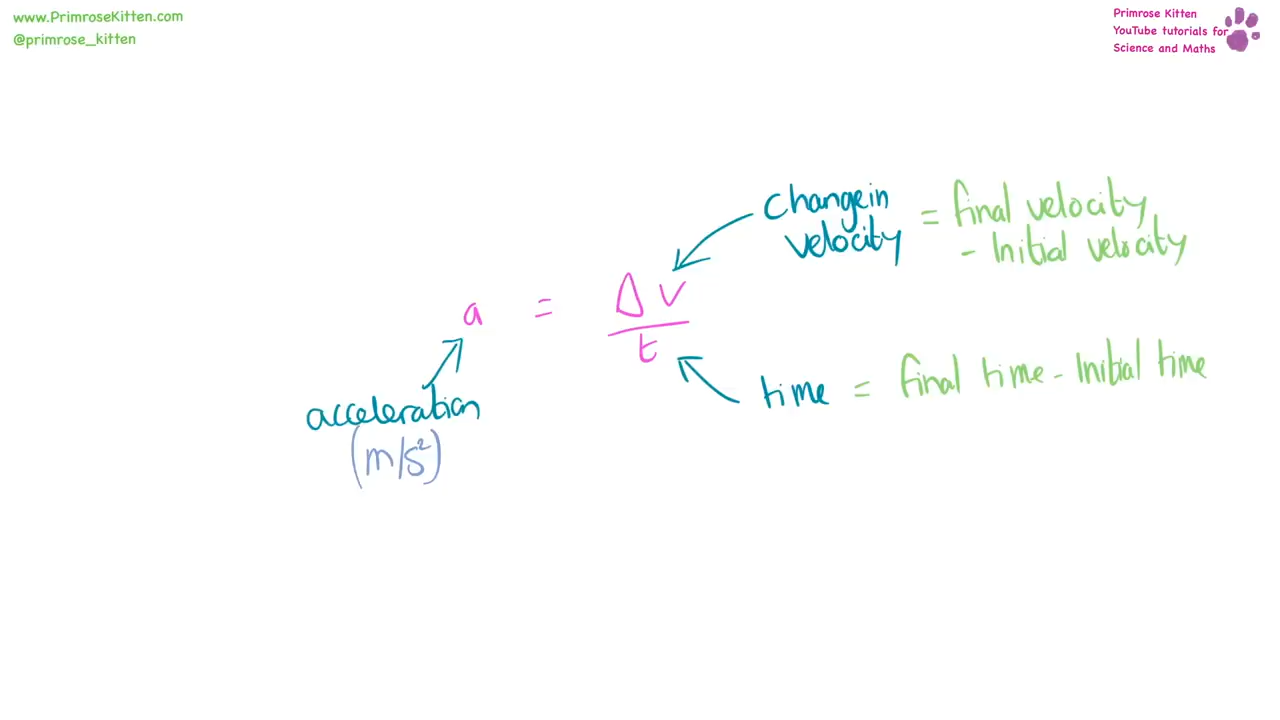 www.PrimroseKitten.com
@primrose_kitten
Primrose Kitten
YouTube tutorials for
Science and Maths
change in
velocity
= final velocity
- Initial velocity
a = Δv
t
time = final time - Initial time
acceleration
(m/s²)